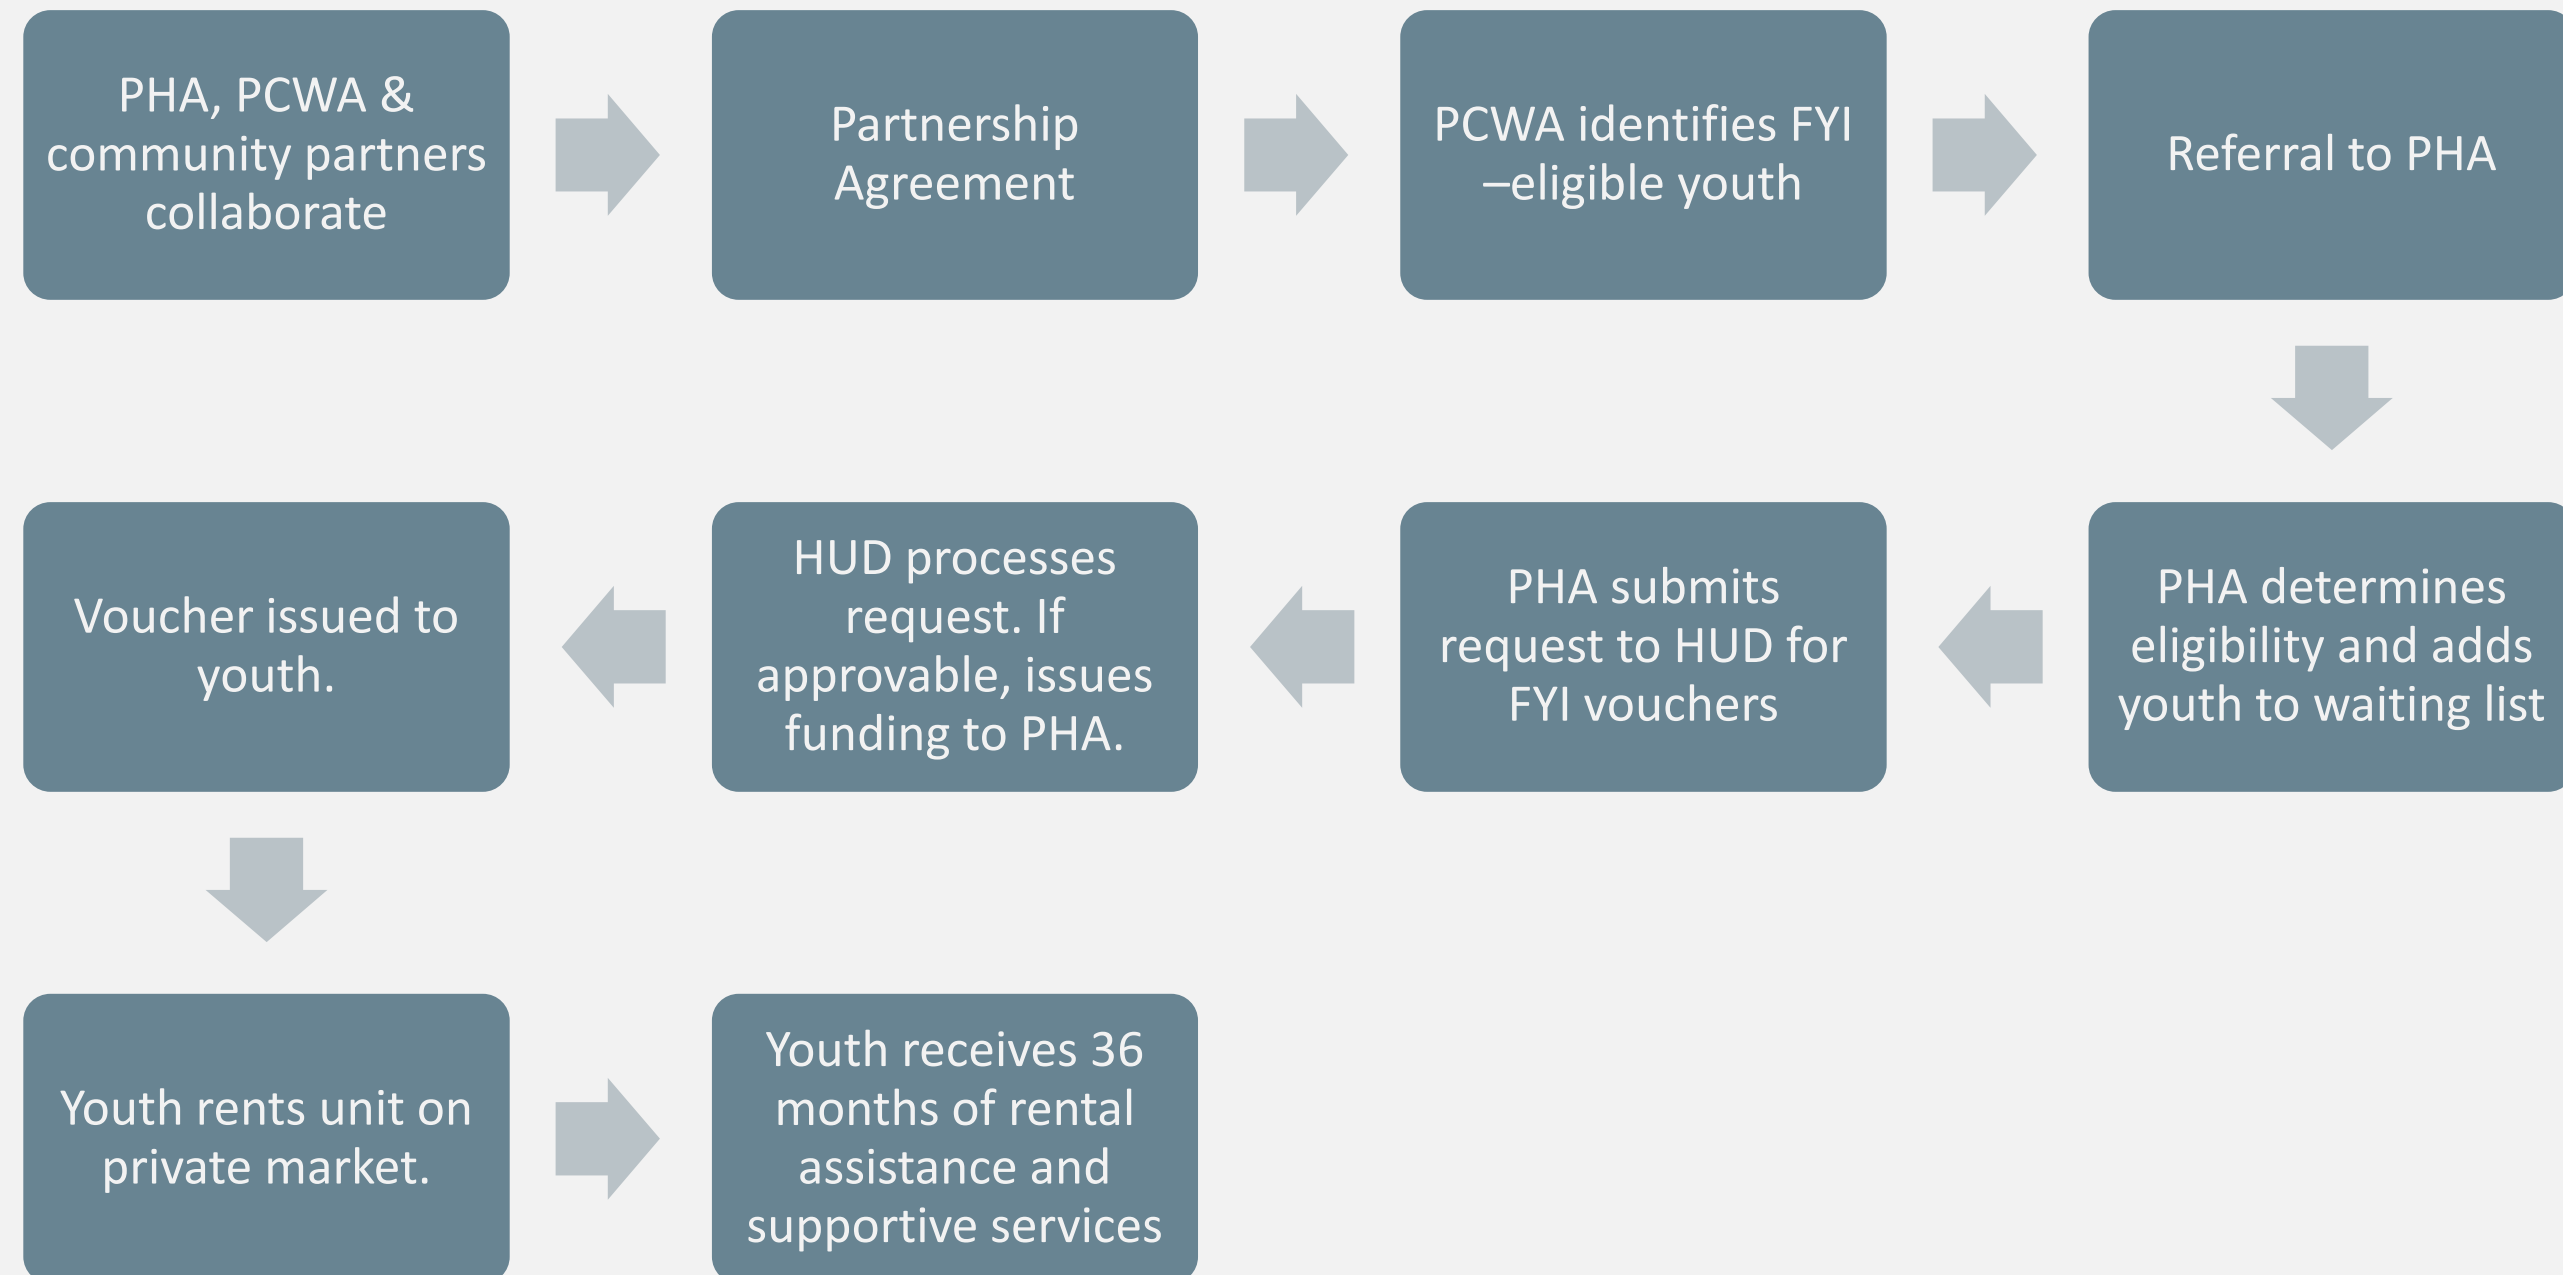 PHA, PCWA &
community partners
collaborate
Partnership
Agreement
PCWA identifies FYI
–eligible youth
Referral to PHA
PHA determines
eligibility and adds
youth to waiting list
PHA submits
request to HUD for
FYI vouchers
HUD processes
request. If
approvable, issues
funding to PHA.
Voucher issued to
youth.
Youth rents unit on
private market.
Youth receives 36
months of rental
assistance and
supportive services